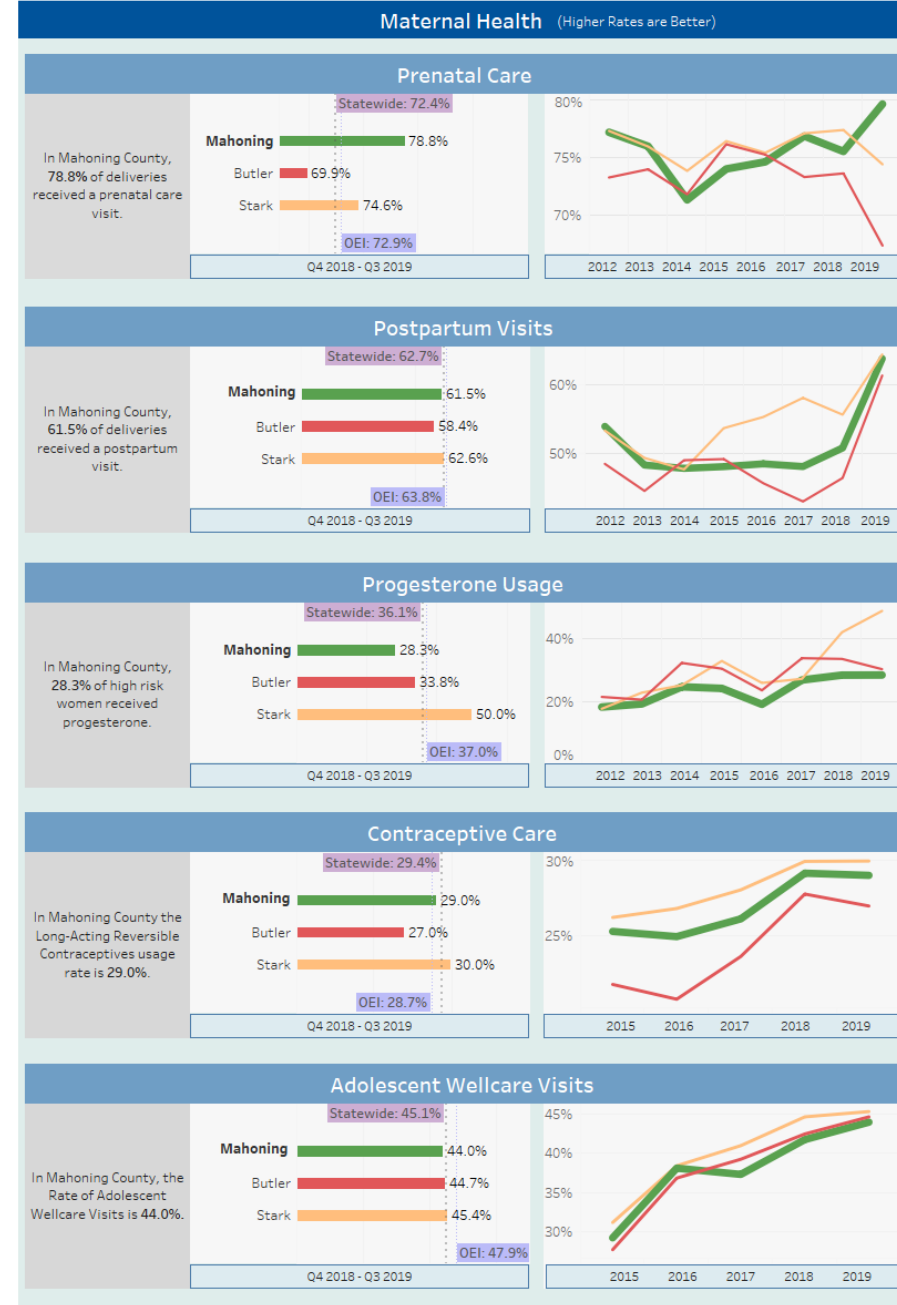 Maternal Health (Higher Rates are Better)
Prenatal Care
In Mahoning County,
78.8% of deliveries
received a prenatal care
visit.
Statewide: 72.4%
Mahoning 78.8%
Butler 69.9%
Stark 74.6%
OEI: 72.9%
Q4 2018 - Q3 2019
80%
75%
70%
2012 2013 2014 2015 2016 2017 2018 2019
Postpartum Visits
In Mahoning County,
61.5% of deliveries
received a postpartum
visit.
Statewide: 62.7%
Mahoning 61.5%
Butler 58.4%
Stark 62.6%
OEI: 63.8%
Q4 2018 - Q3 2019
60%
50%
2012 2013 2014 2015 2016 2017 2018 2019
Progesterone Usage
In Mahoning County,
28.3% of high risk
women received
progesterone.
Statewide: 36.1%
Mahoning 28.3%
Butler 33.8%
Stark 50.0%
OEI: 37.0%
Q4 2018 - Q3 2019
40%
20%
0%
2012 2013 2014 2015 2016 2017 2018 2019
Contraceptive Care
In Mahoning County the
Long-Acting Reversible
Contraceptives usage
rate is 29.0%.
Statewide: 29.4%
Mahoning 29.0%
Butler 27.0%
Stark 30.0%
OEI: 28.7%
Q4 2018 - Q3 2019
30%
25%
2015 2016 2017 2018 2019
Adolescent Wellcare Visits
In Mahoning County, the
Rate of Adolescent
Wellcare Visits is 44.0%.
Statewide: 45.1%
Mahoning 44.0%
Butler 44.7%
Stark 45.4%
OEI: 47.9%
Q4 2018 - Q3 2019
45%
40%
35%
30%
2015 2016 2017 2018 2019